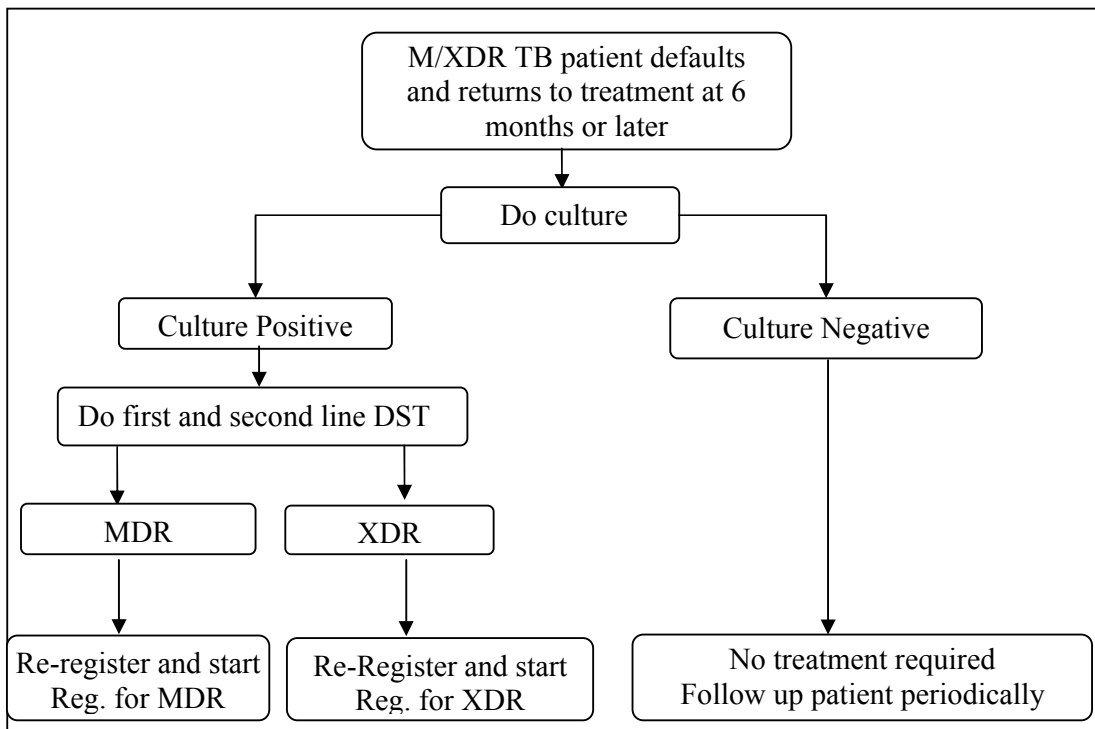 M/XDR TB patient defaults
and returns to treatment at 6
months or later
Do culture
Culture Positive
Culture Negative
Do first and second line DST
MDR
XDR
Re-register and start
Reg. for MDR
Re-Register and start
Reg. for XDR
No treatment required
Follow up patient periodically